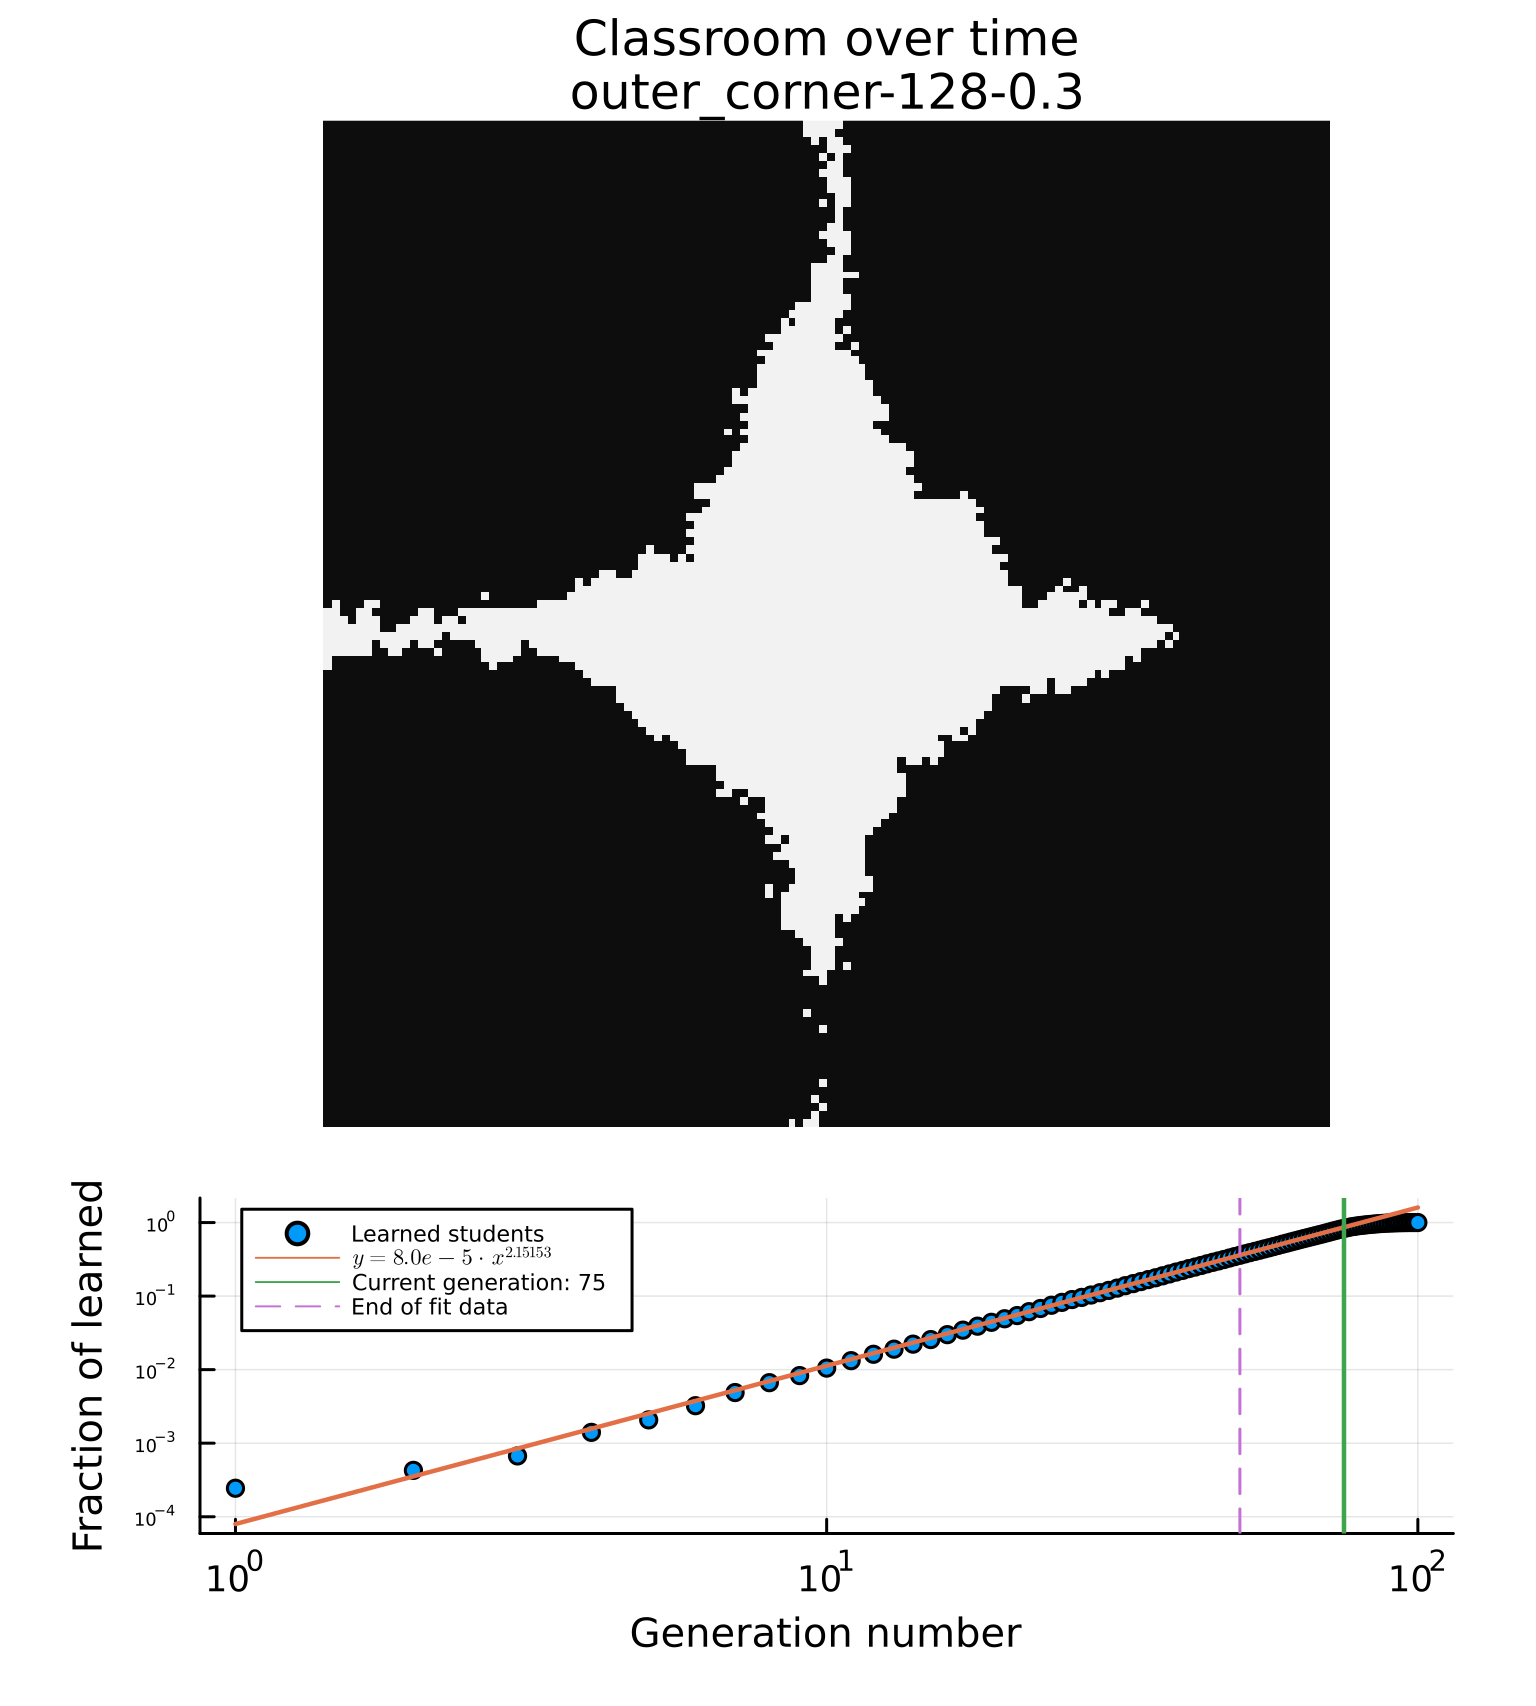 Classroom over time
outer_corner-128-0.3
Fraction of learned
10^0
10^-1
10^-2
10^-3
10^-4
Learned students
y = 8.0e − 5 · x^2.15153
Current generation: 75
End of fit data
10^0 10^1 10^2
Generation number